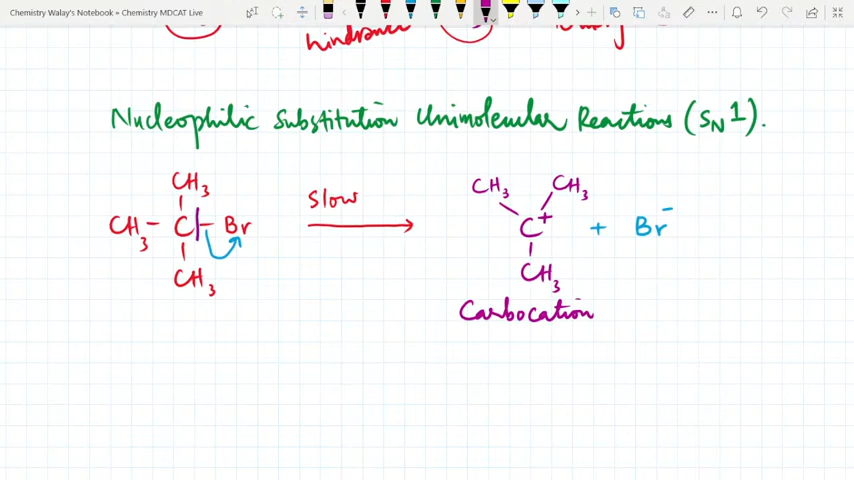 Chemistry Walay's Notebook » Chemistry MDCAT Live
hindrance
Nucleophilic Substitution Unimolecular Reactions (SN1).
CH3
CH3 - C - Br
CH3
Slow
CH3 CH3
C+ + Br-
CH3
Carbocation